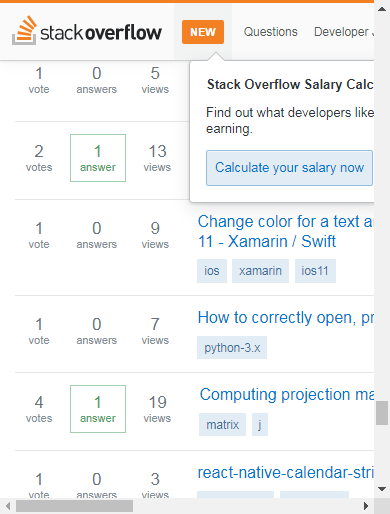 stackoverflow NEW Questions Developer J
1 0 5
vote answers views
Stack Overflow Salary Calc
Find out what developers like
earning.
Calculate your salary now
2 1 13
votes answer views
1 0 9
vote answers views
Change color for a text a
11 - Xamarin / Swift
ios xamarin ios11
1 0 7
vote answers views
How to correctly open, pr
python-3.x
4 1 19
votes answer views
Computing projection ma
matrix j
1 0 3
vote answers views
react-native-calendar-stri